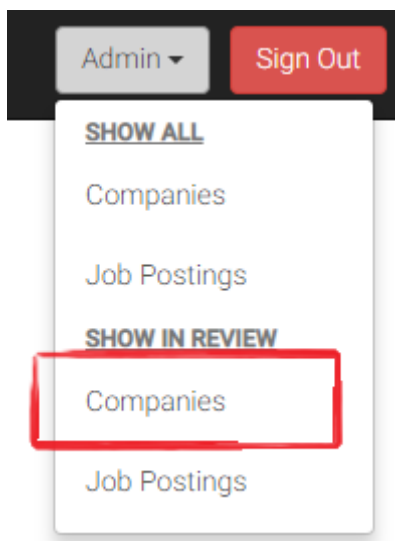 Admin
Sign Out
SHOW ALL
Companies
Job Postings
SHOW IN REVIEW
Companies
Job Postings